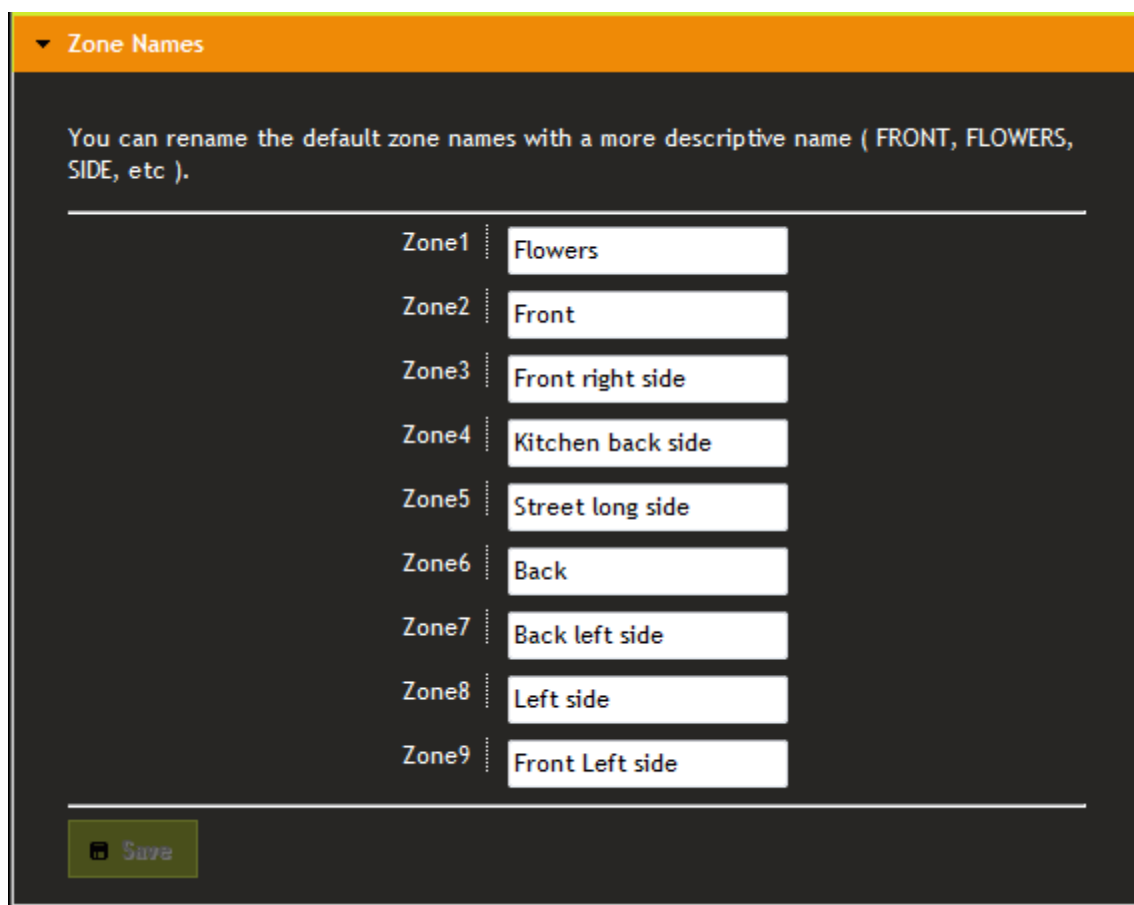 Zone Names
You can rename the default zone names with a more descriptive name ( FRONT, FLOWERS,
SIDE, etc ).
Zone1 Flowers
Zone2 Front
Zone3 Front right side
Zone4 Kitchen back side
Zone5 Street long side
Zone6 Back
Zone7 Back left side
Zone8 Left side
Zone9 Front Left side
Save